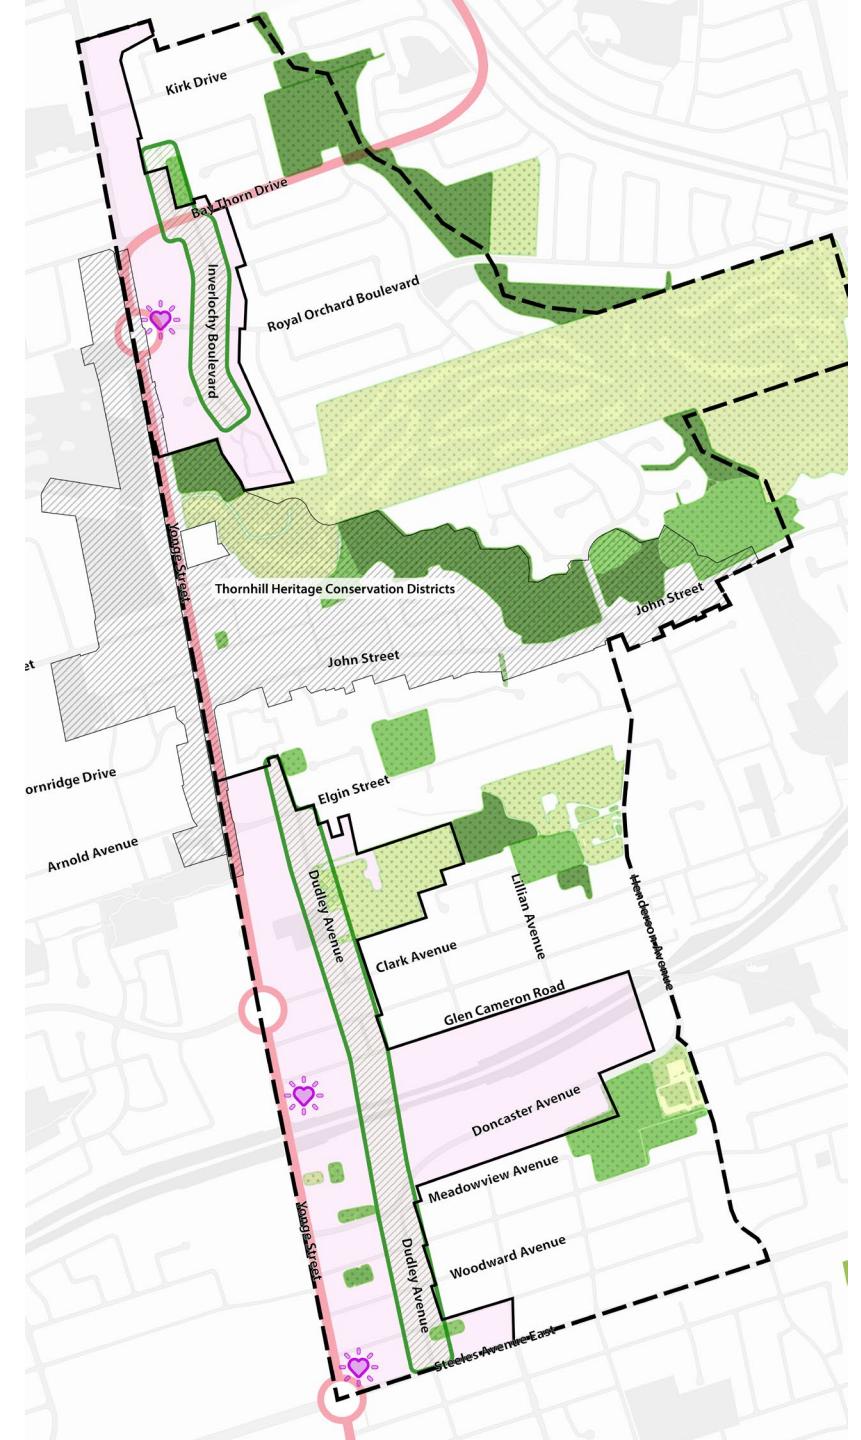 Kirk Drive
Bay Thorn Drive
Inverlochy Boulevard
Royal Orchard Boulevard
Yonge Street
Thornhill Heritage Conservation Districts
John Street
John Street
et
ornridge Drive
Elgin Street
Arnold Avenue
Dudley Avenue
Lillian Avenue
Henderson Avenue
Clark Avenue
Glen Cameron Road
Doncaster Avenue
Meadowview Avenue
Yonge Street
Dudley Avenue
Woodward Avenue
Steeles Avenue East